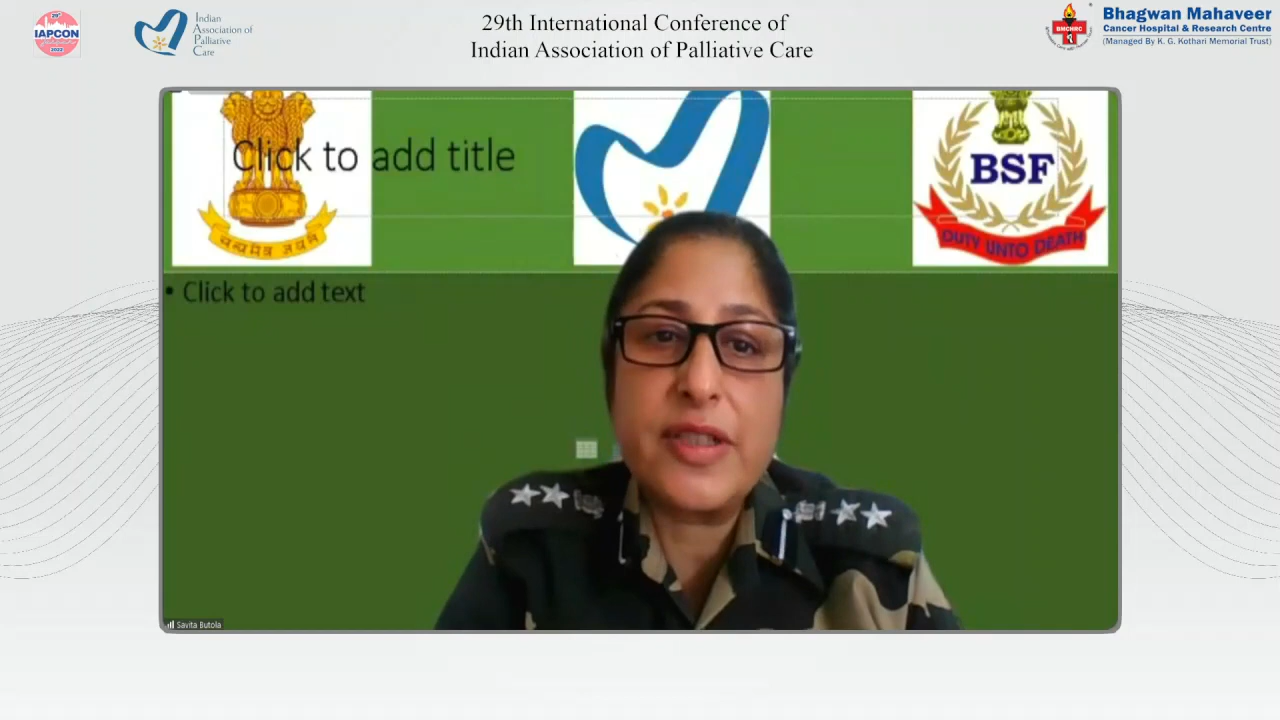 29th International Conference of
Indian Association of Palliative Care
29th
IAPCON
2022
Indian
Association of
Palliative
Care
BMCHRC
Bhagwan Mahaveer
Cancer Hospital & Research Centre
(Managed By K. G. Kothari Memorial Trust)
Click to add title
सत्यमेव जयते
BSF
DUTY UNTO DEATH
• Click to add text
Savita Butola